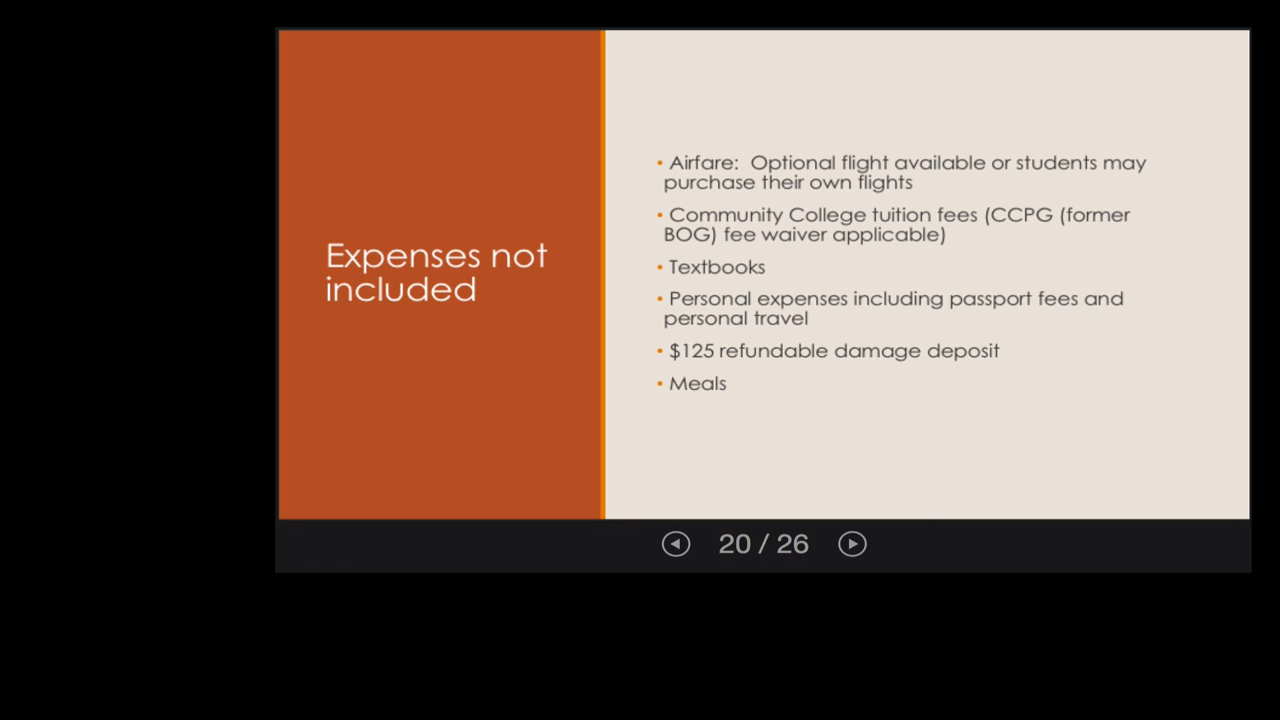 Expenses not
included
• Airfare:  Optional flight available or students may
purchase their own flights
• Community College tuition fees (CCPG (former
BOG) fee waiver applicable)
• Textbooks
• Personal expenses including passport fees and
personal travel
• $125 refundable damage deposit
• Meals
20 / 26